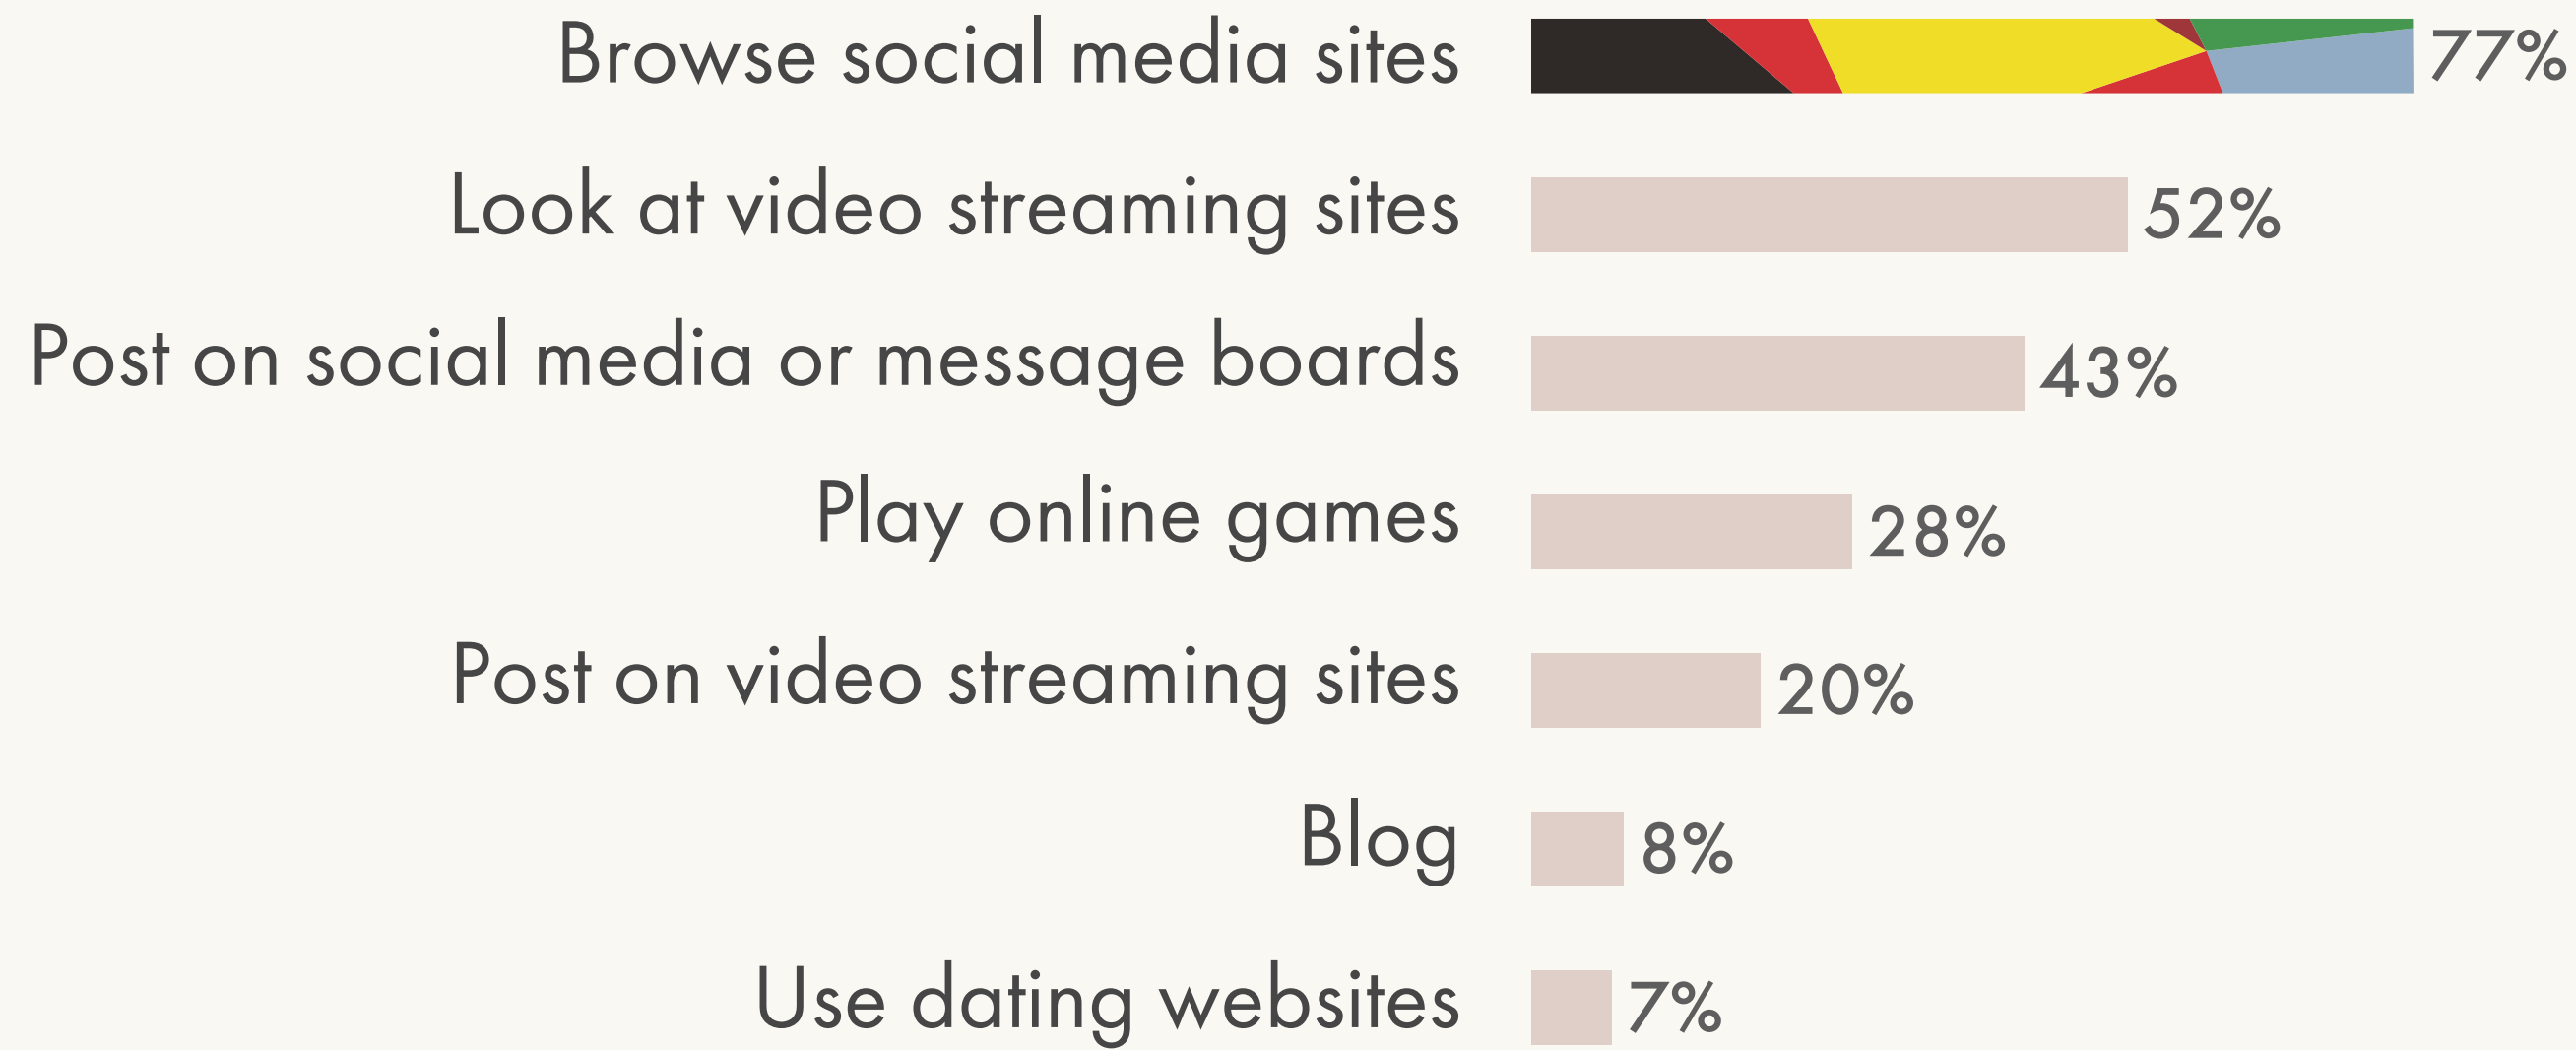 Browse social media sites 77%
Look at video streaming sites 52%
Post on social media or message boards 43%
Play online games 28%
Post on video streaming sites 20%
Blog 8%
Use dating websites 7%